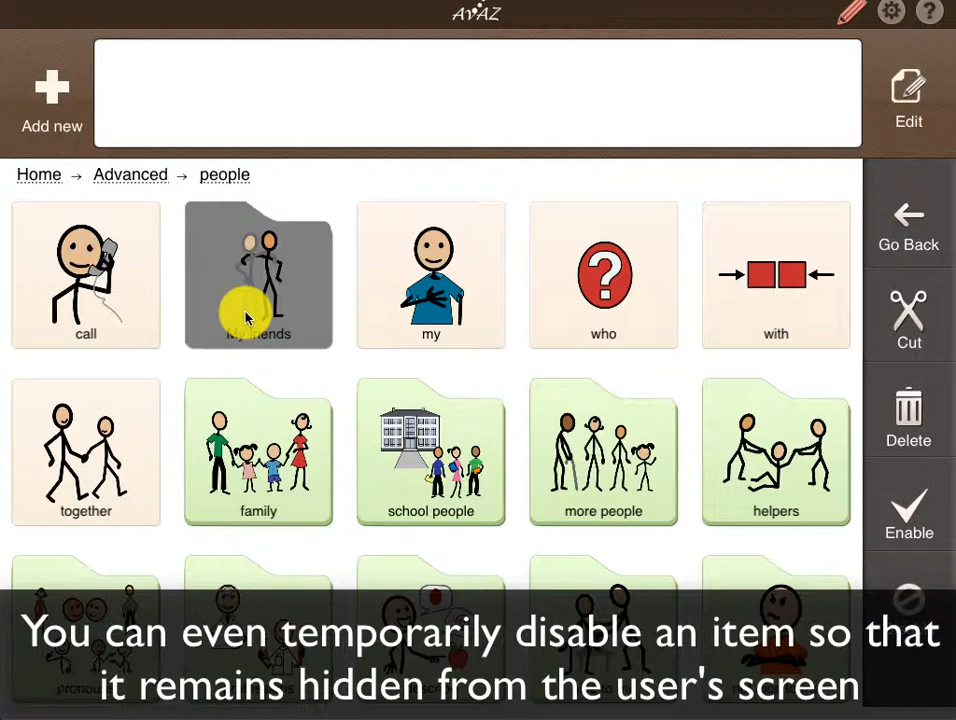 AVAZ
Add new
Edit
Home → Advanced → people
Go Back
Cut
Delete
Enable
call
My friends
my
who
with
together
family
school people
more people
helpers
You can even temporarily disable an item so that
it remains hidden from the user's screen